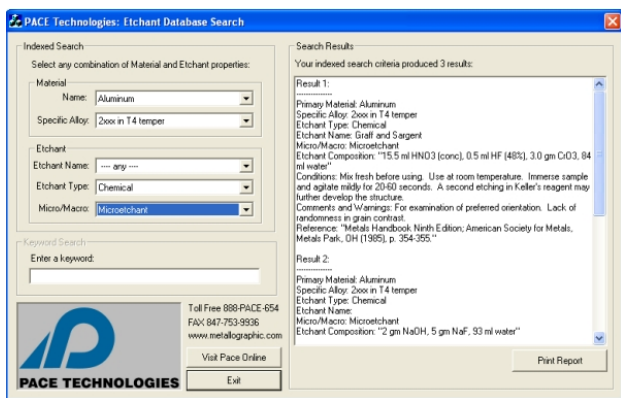 PACE Technologies: Etchant Database Search
Indexed Search
Select any combination of Material and Etchant properties:
Material
Name: Aluminum
Specific Alloy: 2xxx in T4 temper
Etchant
Etchant Name: ---- any ----
Etchant Type: Chemical
Micro/Macro: Microetchant
Keyword Search
Enter a keyword:
PACE TECHNOLOGIES
Toll Free 888-PACE-654
FAX 847-753-9936
www.metallographic.com
Visit Pace Online
Exit
Search Results
Your indexed search criteria produced 3 results:
Result 1:
---------------
Primary Material: Aluminum
Specific Alloy: 2xxx in T4 temper
Etchant Type: Chemical
Etchant Name: Graff and Sargent
Micro/Macro: Microetchant
Etchant Composition: "15.5 ml HNO3 (conc), 0.5 ml HF (48%), 3.0 gm CrO3, 84
ml water"
Conditions: Mix fresh before using. Use at room temperature. Immerse sample
and agitate mildly for 20-60 seconds. A second etching in Keller's reagent may
further develop the structure.
Comments and Warnings: For examination of preferred orientation. Lack of
randomness in grain contrast.
Reference: "Metals Handbook Ninth Edition; American Society for Metals,
Metals Park, OH (1985), p. 354-355."
Result 2:
---------------
Primary Material: Aluminum
Specific Alloy: 2xxx in T4 temper
Etchant Type: Chemical
Etchant Name:
Micro/Macro: Microetchant
Etchant Composition: "2 gm NaOH, 5 gm NaF, 93 ml water"
Print Report